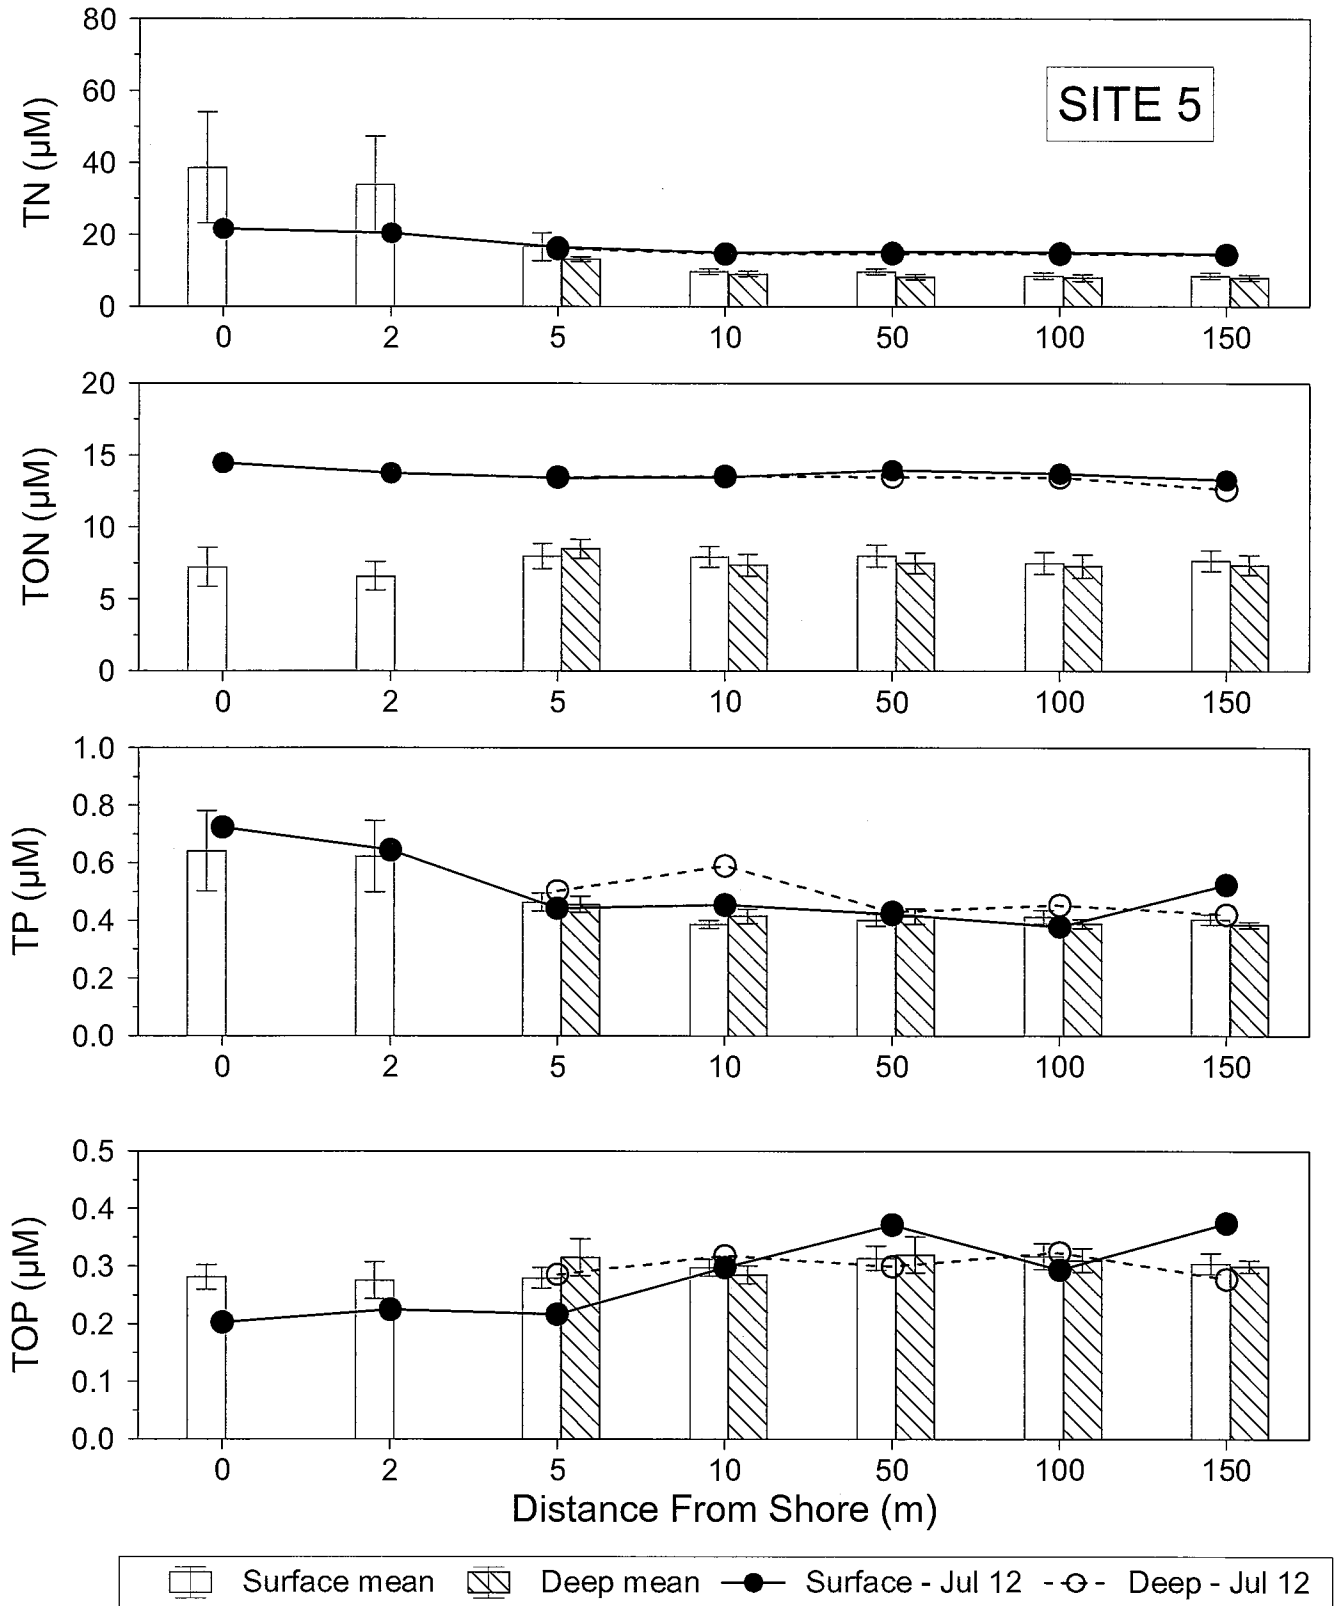 SITE 5
TN (µM)
80
60
40
20
0
0 2 5 10 50 100 150
TON (µM)
20
15
10
5
0
0 2 5 10 50 100 150
TP (µM)
1.0
0.8
0.6
0.4
0.2
0.0
0 2 5 10 50 100 150
TOP (µM)
0.5
0.4
0.3
0.2
0.1
0.0
0 2 5 10 50 100 150
Distance From Shore (m)
Surface mean Deep mean Surface - Jul 12 Deep - Jul 12